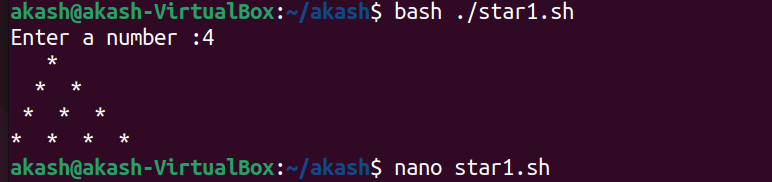 akash@akash-VirtualBox:~/akash$ bash ./star1.sh
Enter a number :4
   *
  *  *
 *  *  *
*  *  *  *
akash@akash-VirtualBox:~/akash$ nano star1.sh